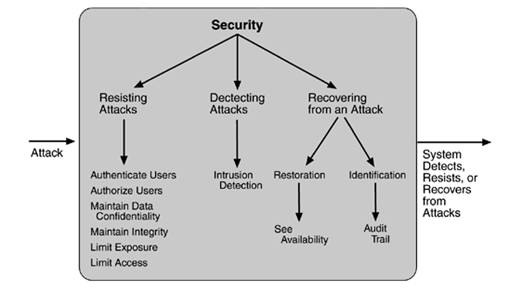 Security
Resisting
Attacks
Dectecting
Attacks
Recovering
from an Attack
Attack
Authenticate Users
Authorize Users
Maintain Data
Confidentiality
Maintain Integrity
Limit Exposure
Limit Access
Intrusion
Detection
Restoration
Identification
See
Availability
Audit
Trail
System
Detects,
Resists, or
Recovers
from
Attacks